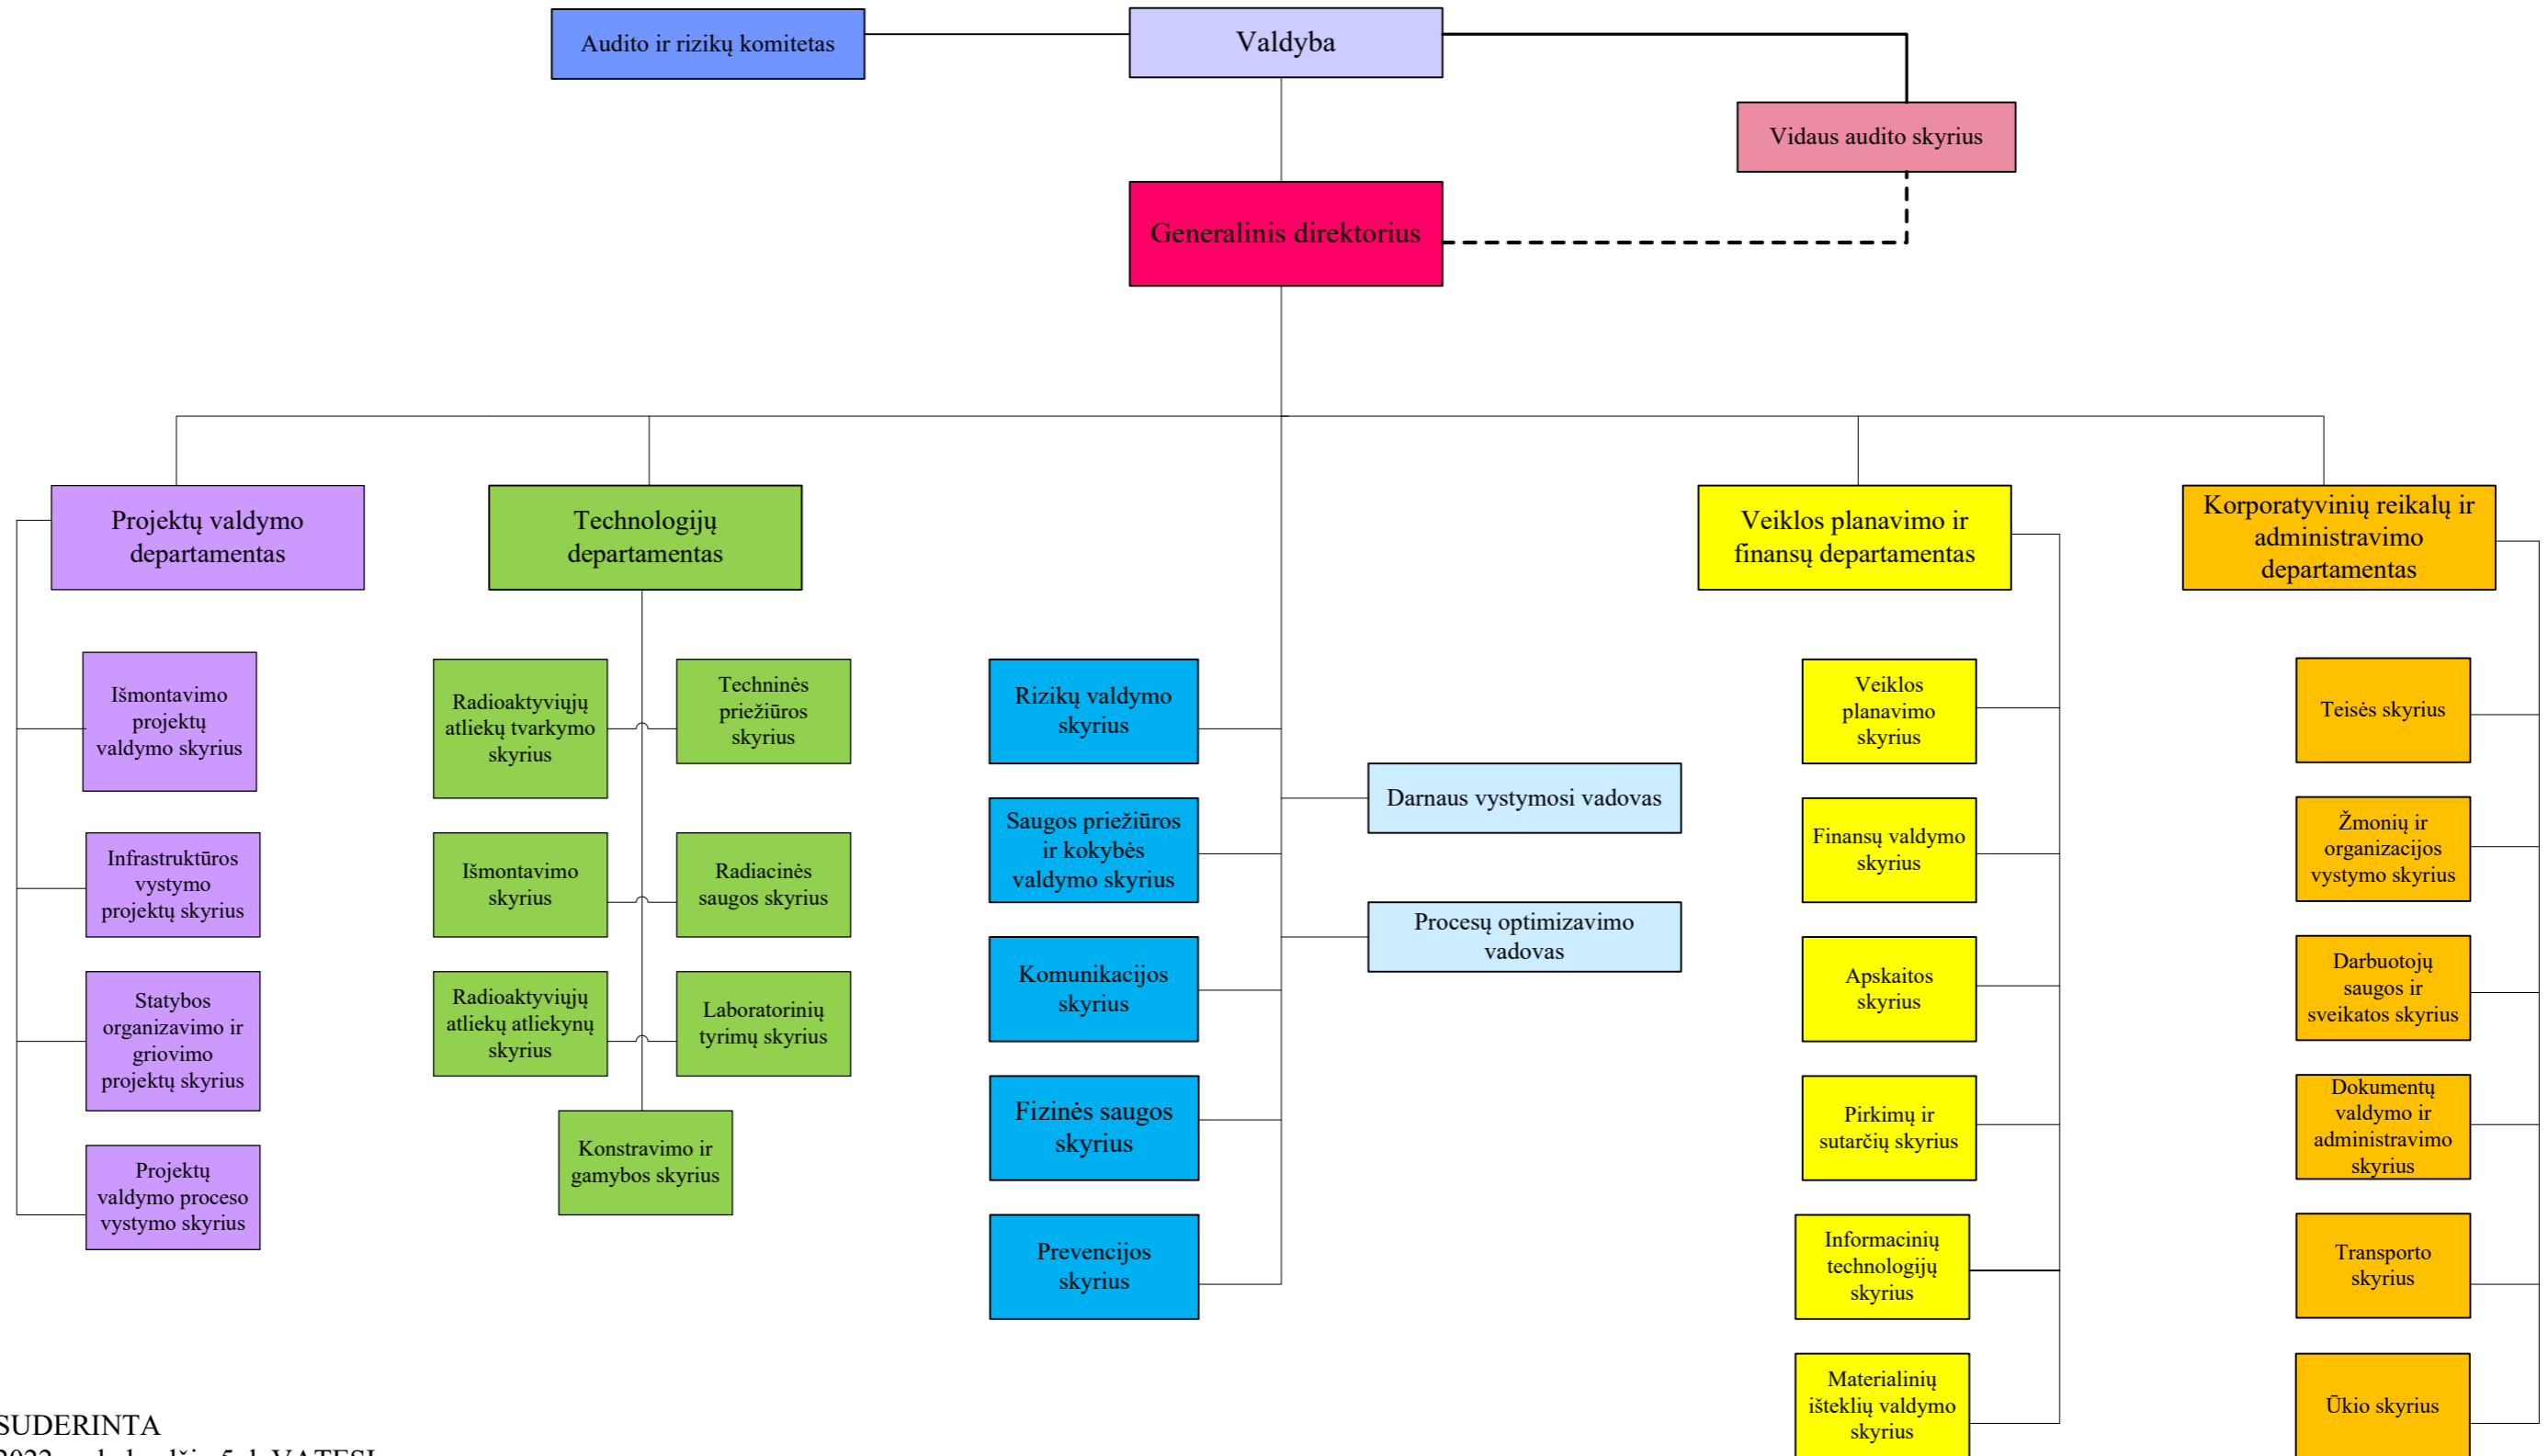 Audito ir rizikų komitetas
Valdyba
Vidaus audito skyrius
Generalinis direktorius
Projektų valdymo
departamentas
Technologijų
departamentas
Veiklos planavimo ir
finansų departamentas
Korporatyvinių reikalų ir
administravimo
departamentas
Išmontavimo
projektų
valdymo skyrius
Infrastruktūros
vystymo
projektų skyrius
Statybos
organizavimo ir
griovimo
projektų skyrius
Projektų
valdymo proceso
vystymo skyrius
Radioaktyviųjų
atliekų tvarkymo
skyrius
Techninės
priežiūros
skyrius
Išmontavimo
skyrius
Radiacinės
saugos skyrius
Radioaktyviųjų
atliekų atliekynų
skyrius
Laboratorinių
tyrimų skyrius
Konstravimo ir
gamybos skyrius
Rizikų valdymo
skyrius
Saugos priežiūros
ir kokybės
valdymo skyrius
Komunikacijos
skyrius
Fizinės saugos
skyrius
Prevencijos
skyrius
Darnaus vystymosi vadovas
Procesų optimizavimo
vadovas
Veiklos
planavimo
skyrius
Finansų valdymo
skyrius
Apskaitos
skyrius
Pirkimų ir
sutarčių skyrius
Informacinių
technologijų
skyrius
Materialinių
išteklių valdymo
skyrius
Teisės skyrius
Žmonių ir
organizacijos
vystymo skyrius
Darbuotojų
saugos ir
sveikatos skyrius
Dokumentų
valdymo ir
administravimo
skyrius
Transporto
skyrius
Ūkio skyrius
SUDERINTA